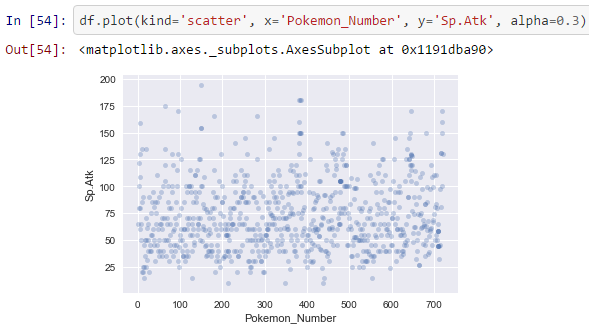 In [54]: df.plot(kind='scatter', x='Pokemon_Number', y='Sp.Atk', alpha=0.3)
Out[54]: <matplotlib.axes._subplots.AxesSubplot at 0x1191dba90>
200
175
150
125
100
75
50
25
Sp.Atk
0 100 200 300 400 500 600 700
Pokemon_Number